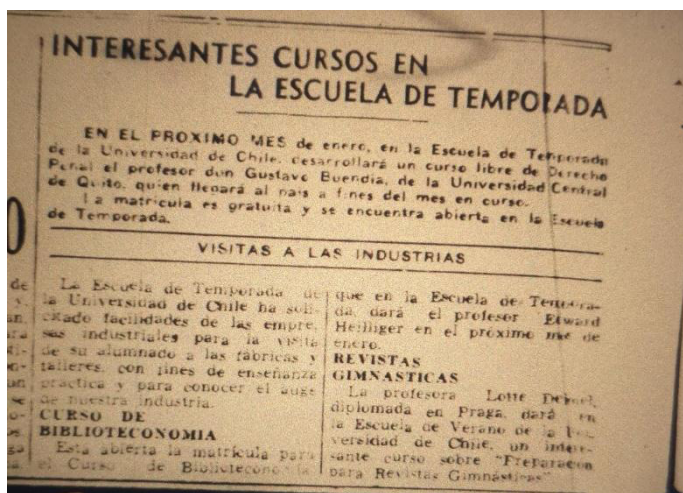 INTERESANTES CURSOS EN
LA ESCUELA DE TEMPORADA
EN EL PROXIMO MES de enero, en la Escuela de Temporada
de la Universidad de Chile, desarrollará un curso libre de Derecho
Penal el profesor don Gustavo Buendía, de la Universidad Central
de Quito, quien llegará al país a fines del mes en curso.
La matrícula es gratuita y se encuentra abierta en la Escuela
de Temporada.
VISITAS A LAS INDUSTRIAS
La Escuela de Temporada de
la Universidad de Chile ha soli-
citado facilidades de las empre,
sas industriales para la visita
de su alumnado a las fábricas y
talleres, con fines de enseñanza
práctica y para conocer el auge
de nuestra industria.
CURSO DE
BIBLIOTECONOMIA
Esta abierta la matrícula para
el Curso de Biblioteconomía
que en la Escuela de Tempora-
da, dará el profesor Edward
Heiliger en el próximo mes de
enero.
REVISTAS
GIMNASTICAS
La profesora Lotte
diplomada en Praga, dará en
la Escuela de Verano de la Uni-
versidad de Chile, un intere-
sante curso sobre "Preparación
para Revistas Gimnásticas"